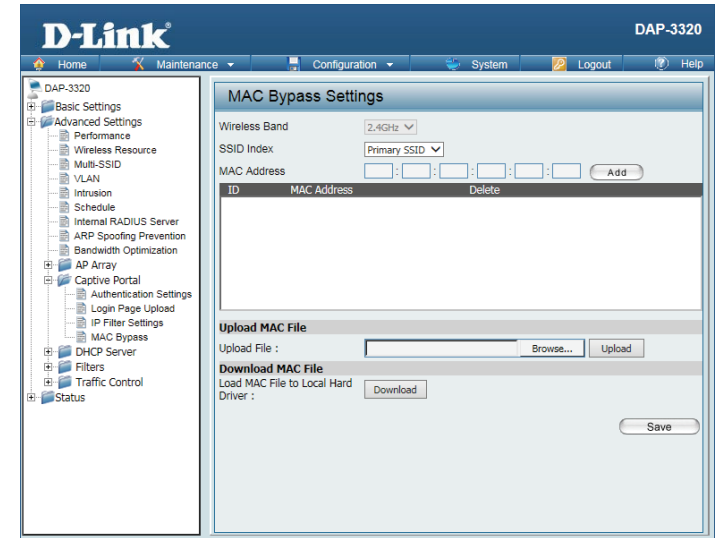 D-Link®
DAP-3320
Home
Maintenance
Configuration
System
Logout
Help
DAP-3320
Basic Settings
Advanced Settings
Performance
Wireless Resource
Multi-SSID
VLAN
Intrusion
Schedule
Internal RADIUS Server
ARP Spoofing Prevention
Bandwidth Optimization
AP Array
Captive Portal
Authentication Settings
Login Page Upload
IP Filter Settings
MAC Bypass
DHCP Server
Filters
Traffic Control
Status
MAC Bypass Settings
Wireless Band 2.4GHz
SSID Index Primary SSID
MAC Address : : : : : Add
ID MAC Address Delete
Upload MAC File
Upload File : Browse... Upload
Download MAC File
Load MAC File to Local Hard
Driver : Download
Save